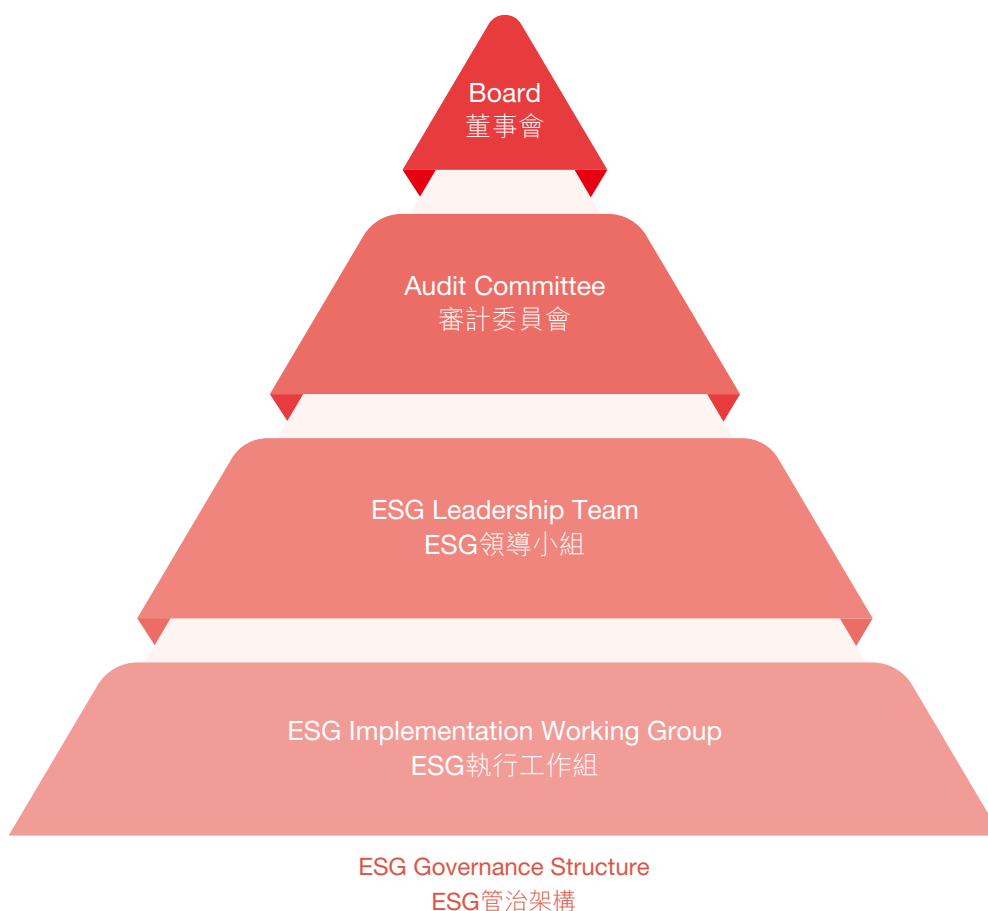 Board
董事會
Audit Committee
審計委員會
ESG Leadership Team
ESG領導小組
ESG Implementation Working Group
ESG執行工作組
ESG Governance Structure
ESG管治架構